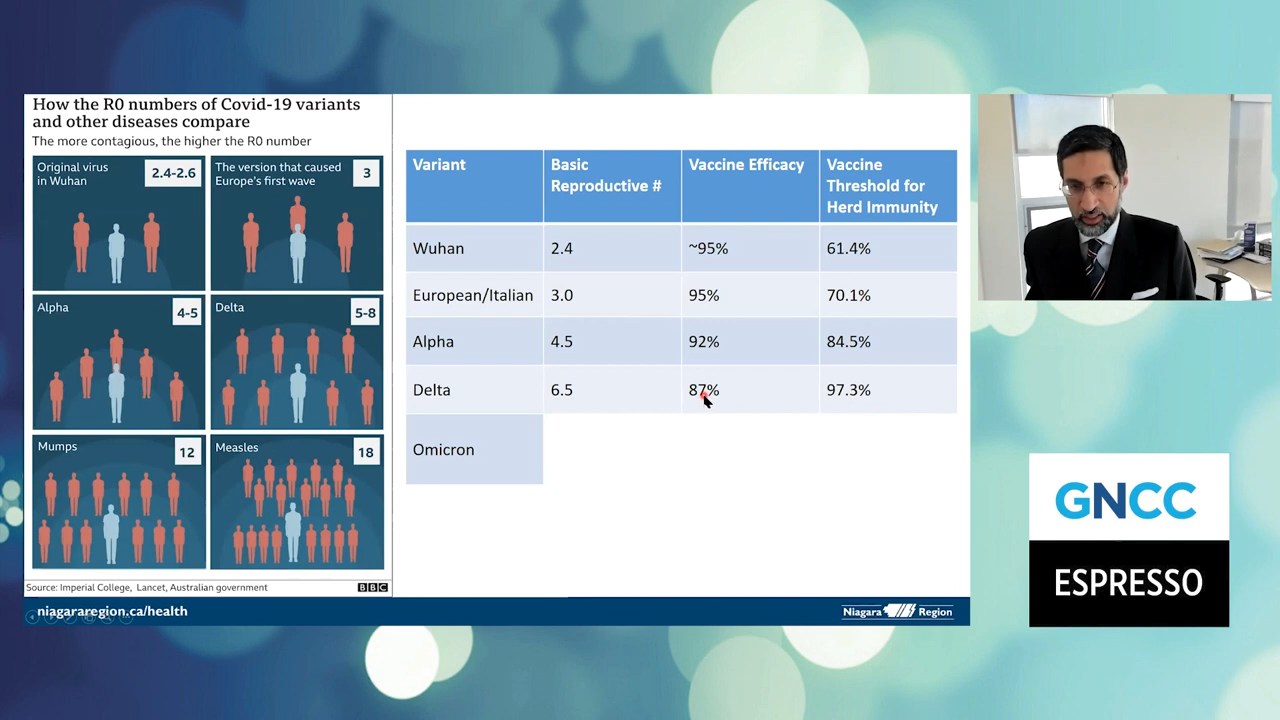 How the R0 numbers of Covid-19 variants
and other diseases compare
The more contagious, the higher the R0 number
Original virus
in Wuhan
2.4-2.6
The version that caused
Europe's first wave
3
Alpha
4-5
Delta
5-8
Mumps
12
Measles
18
Source: Imperial College, Lancet, Australian government
BBC
Variant
Basic
Reproductive #
Vaccine Efficacy
Vaccine
Threshold for
Herd Immunity
Wuhan
2.4
~95%
61.4%
European/Italian
3.0
95%
70.1%
Alpha
4.5
92%
84.5%
Delta
6.5
87%
97.3%
Omicron
niagararegion.ca/health
Niagara Region
GNCC
ESPRESSO